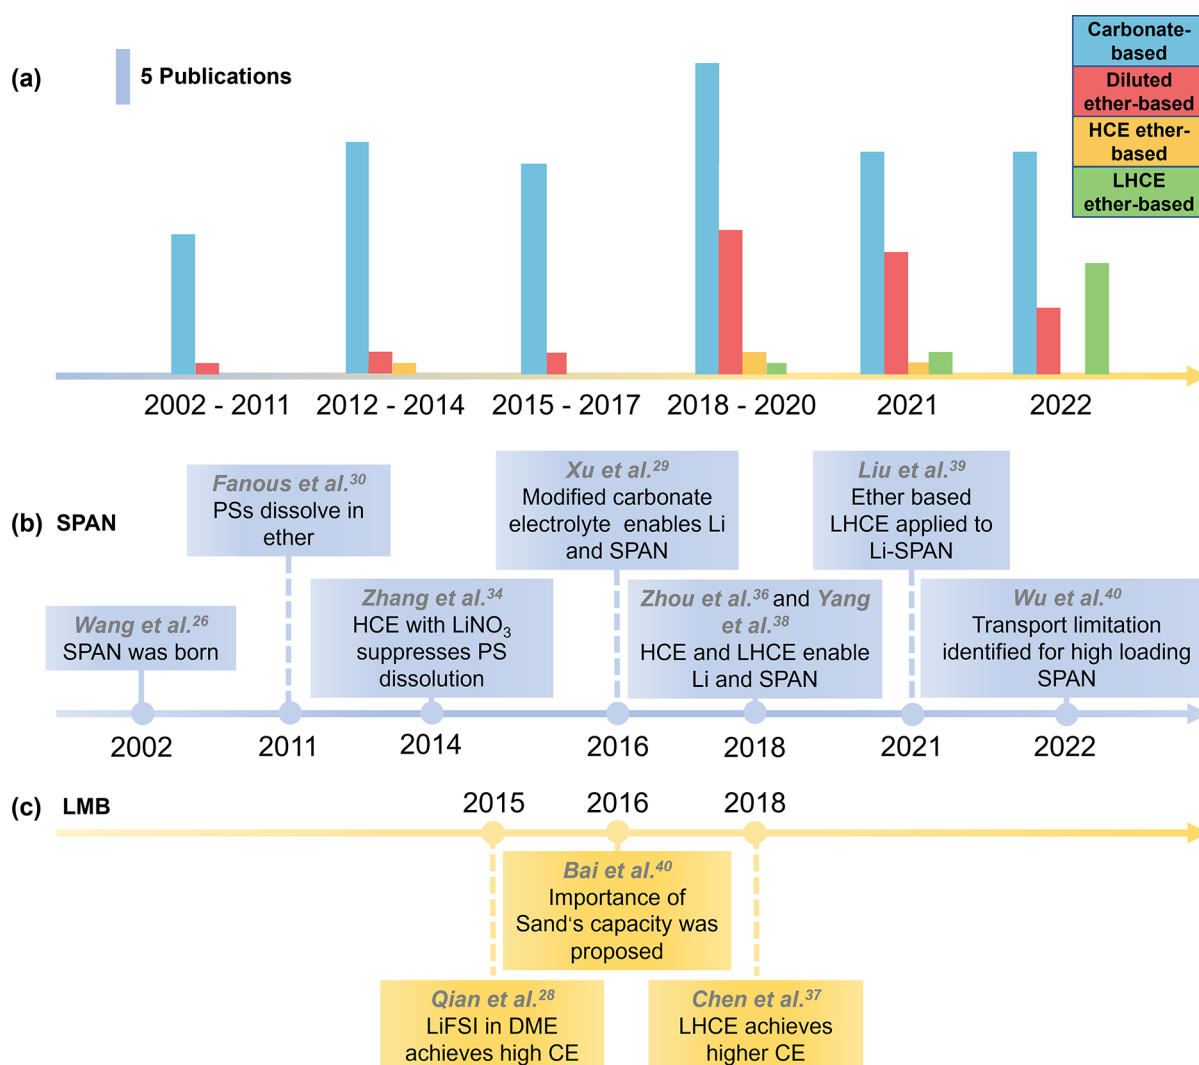 (a)
5 Publications
Carbonate-
based
Diluted
ether-based
HCE ether-
based
LHCE
ether-based
2002 - 2011
2012 - 2014
2015 - 2017
2018 - 2020
2021
2022
(b) SPAN
Fanous et al.30
PSs dissolve in
ether
Xu et al.29
Modified carbonate
electrolyte enables Li
and SPAN
Liu et al.39
Ether based
LHCE applied to
Li-SPAN
Wang et al.26
SPAN was born
Zhang et al.34
HCE with LiNO3
suppresses PS
dissolution
Zhou et al.36 and Yang
et al.38
HCE and LHCE enable
Li and SPAN
Wu et al.40
Transport limitation
identified for high loading
SPAN
2002
2011
2014
2016
2018
2021
2022
(c) LMB
2015
2016
2018
Bai et al.40
Importance of
Sand‘s capacity was
proposed
Qian et al.28
LiFSI in DME
achieves high CE
Chen et al.37
LHCE achieves
higher CE